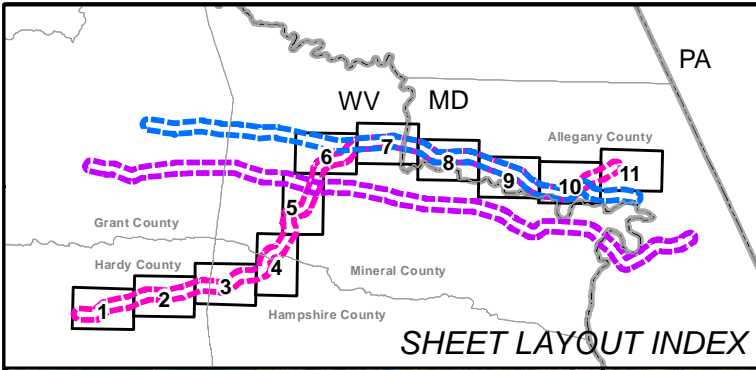 PA
WV MD
Allegany County
6
7
8
9
10
11
5
Grant County
Hardy County
4
Mineral County
3
2
1
Hampshire County
SHEET LAYOUT INDEX